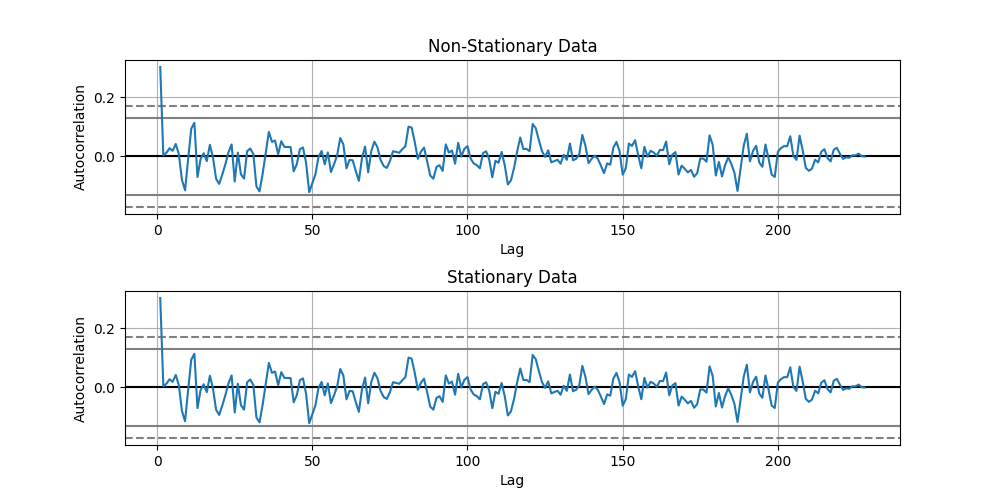 Non-Stationary Data
Autocorrelation
0.2
0.0
0 50 100 150 200
Lag
Stationary Data
Autocorrelation
0.2
0.0
0 50 100 150 200
Lag